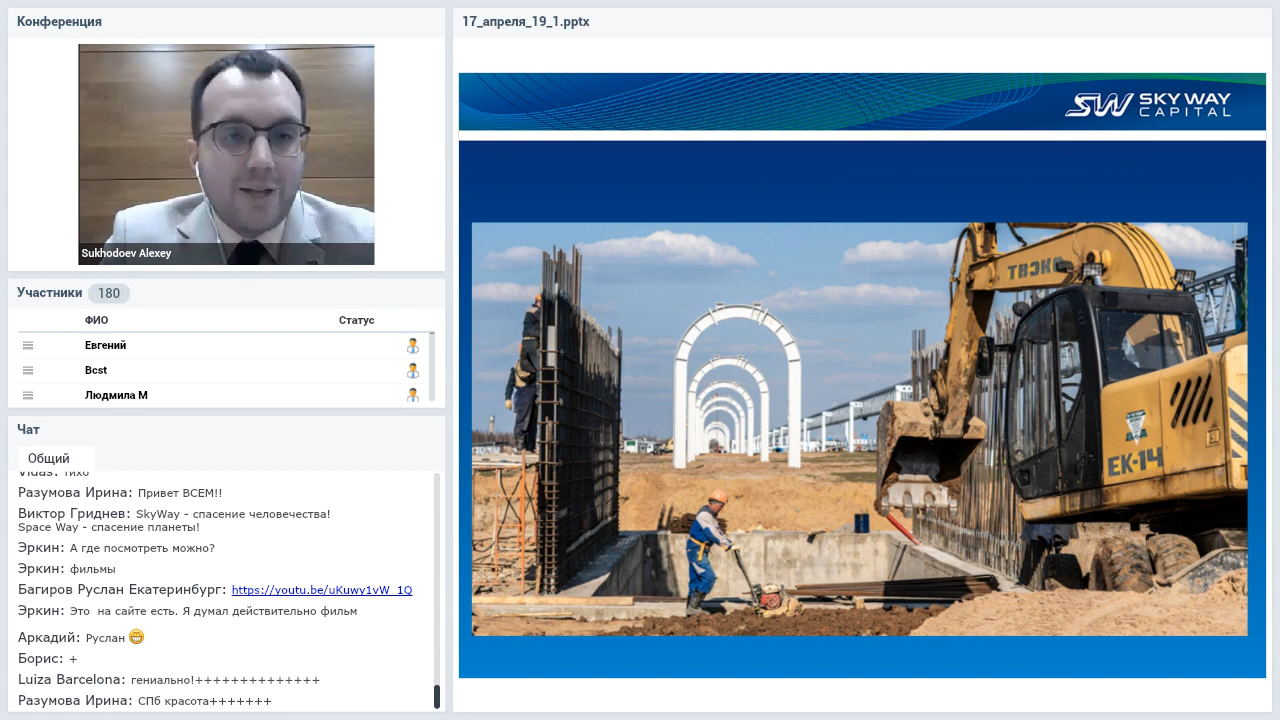 Конференция
Sukhodoev Alexey
Участники 180
ФИО Статус
Евгений
Bcst
Людмила М
Чат
Общий
Vidas: тихо
Разумова Ирина: Привет ВСЕМ!!
Виктор Гриднев: SkyWay - спасение человечества!
Space Way - спасение планеты!
Эркин: А где посмотреть можно?
Эркин: фильмы
Багиров Руслан Екатеринбург: https://youtu.be/uKuwy1vW_1Q
Эркин: Это на сайте есть. Я думал действительно фильм
Аркадий: Руслан
Борис: +
Luiza Barcelona: гениально!++++++++++++++
Разумова Ирина: СПб красота+++++++
17_апреля_19_1.pptx
SW SKY WAY
CAPITAL
ТВЭКС
ЕК-14